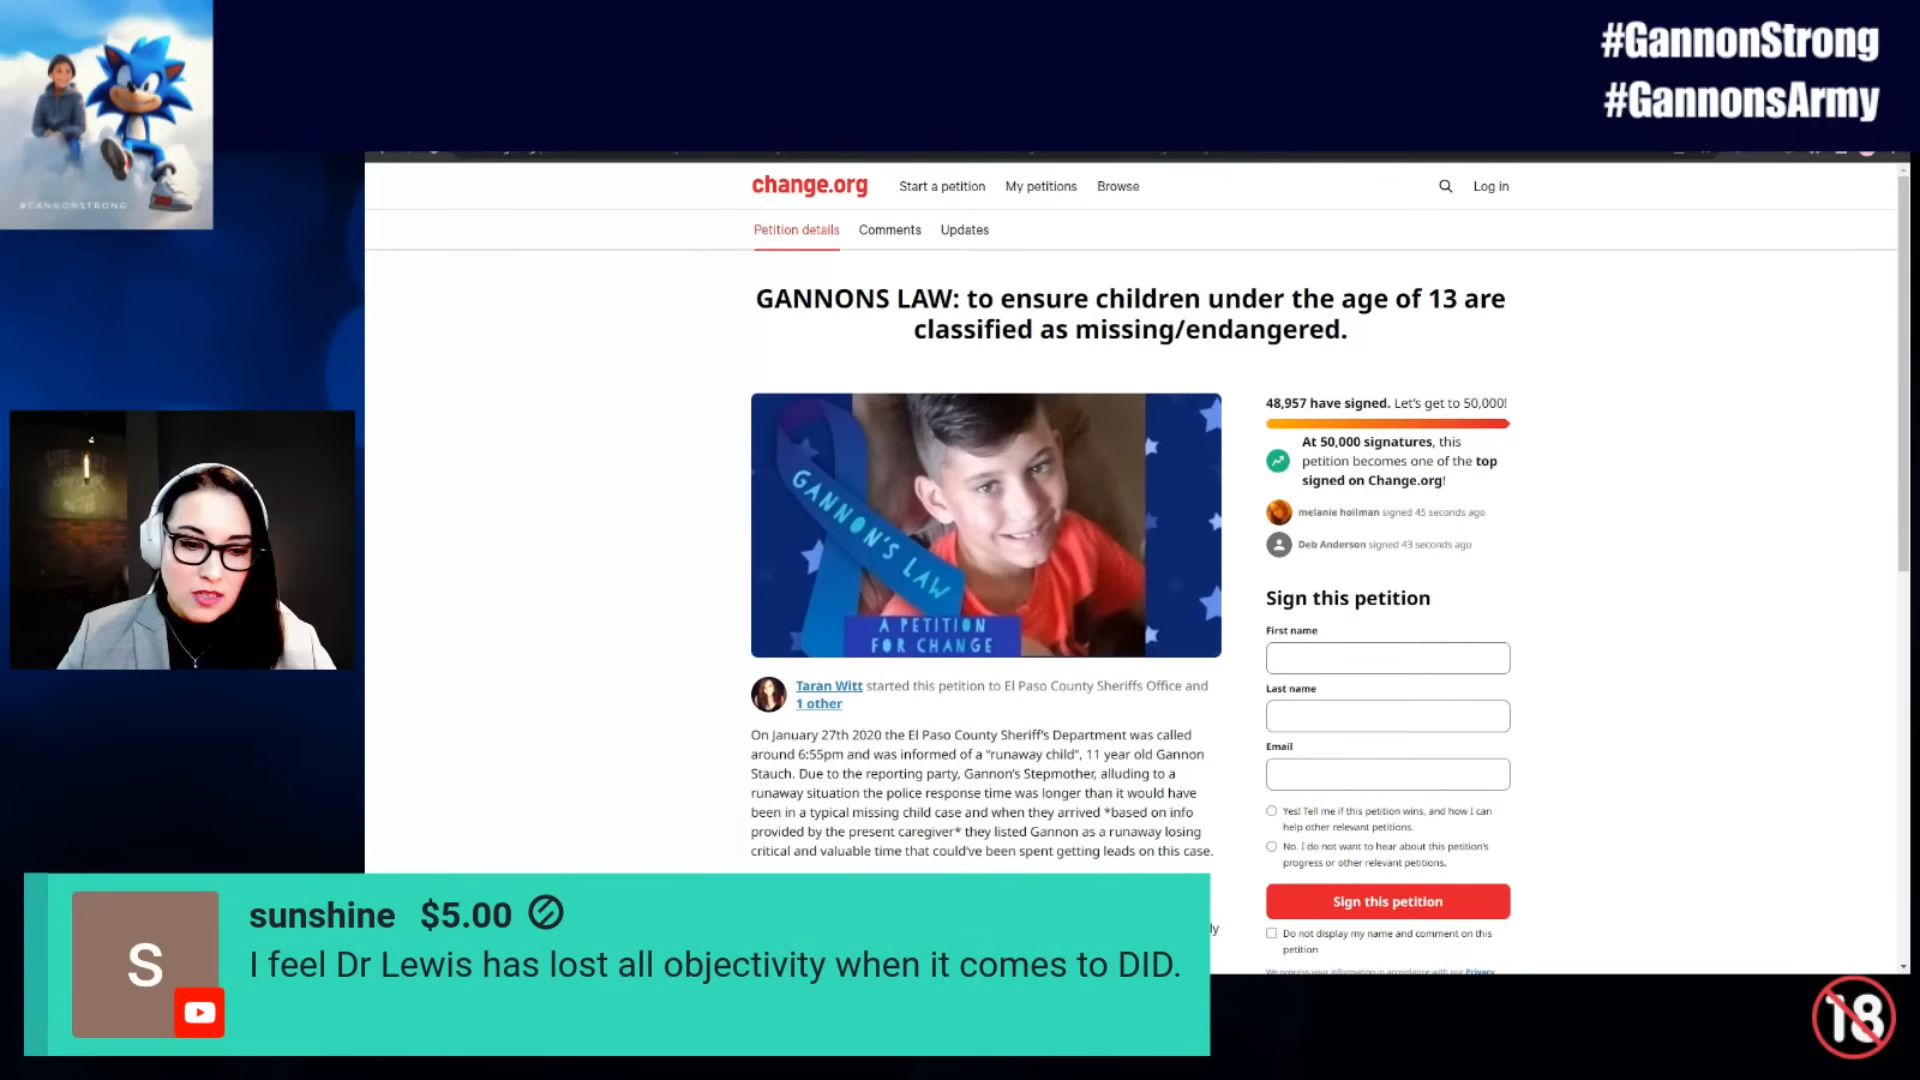 #GannonStrong
#GannonsArmy
#GANNONSTRONG
change.org
Start a petition
My petitions
Browse
Log in
Petition details
Comments
Updates
GANNONS LAW: to ensure children under the age of 13 are
classified as missing/endangered.
GANNON'S LAW
A PETITION
FOR CHANGE
48,957 have signed. Let's get to 50,000!
At 50,000 signatures, this
petition becomes one of the top
signed on Change.org!
melanie hoilman signed 45 seconds ago
Deb Anderson signed 43 seconds ago
Sign this petition
First name
Last name
Email
Yes! Tell me if this petition wins, and how I can
help other relevant petitions.
No. I do not want to hear about this petition's
progress or other relevant petitions.
Sign this petition
Do not display my name and comment on this
petition
We process your information in accordance with our Privacy
Taran Witt started this petition to El Paso County Sheriffs Office and
1 other
On January 27th 2020 the El Paso County Sheriff's Department was called
around 6:55pm and was informed of a "runaway child", 11 year old Gannon
Stauch. Due to the reporting party, Gannon's Stepmother, alluding to a
runaway situation the police response time was longer than it would have
been in a typical missing child case and when they arrived *based on info
provided by the present caregiver* they listed Gannon as a runaway losing
critical and valuable time that could've been spent getting leads on this case.
ly
S
sunshine $5.00
I feel Dr Lewis has lost all objectivity when it comes to DID.
18